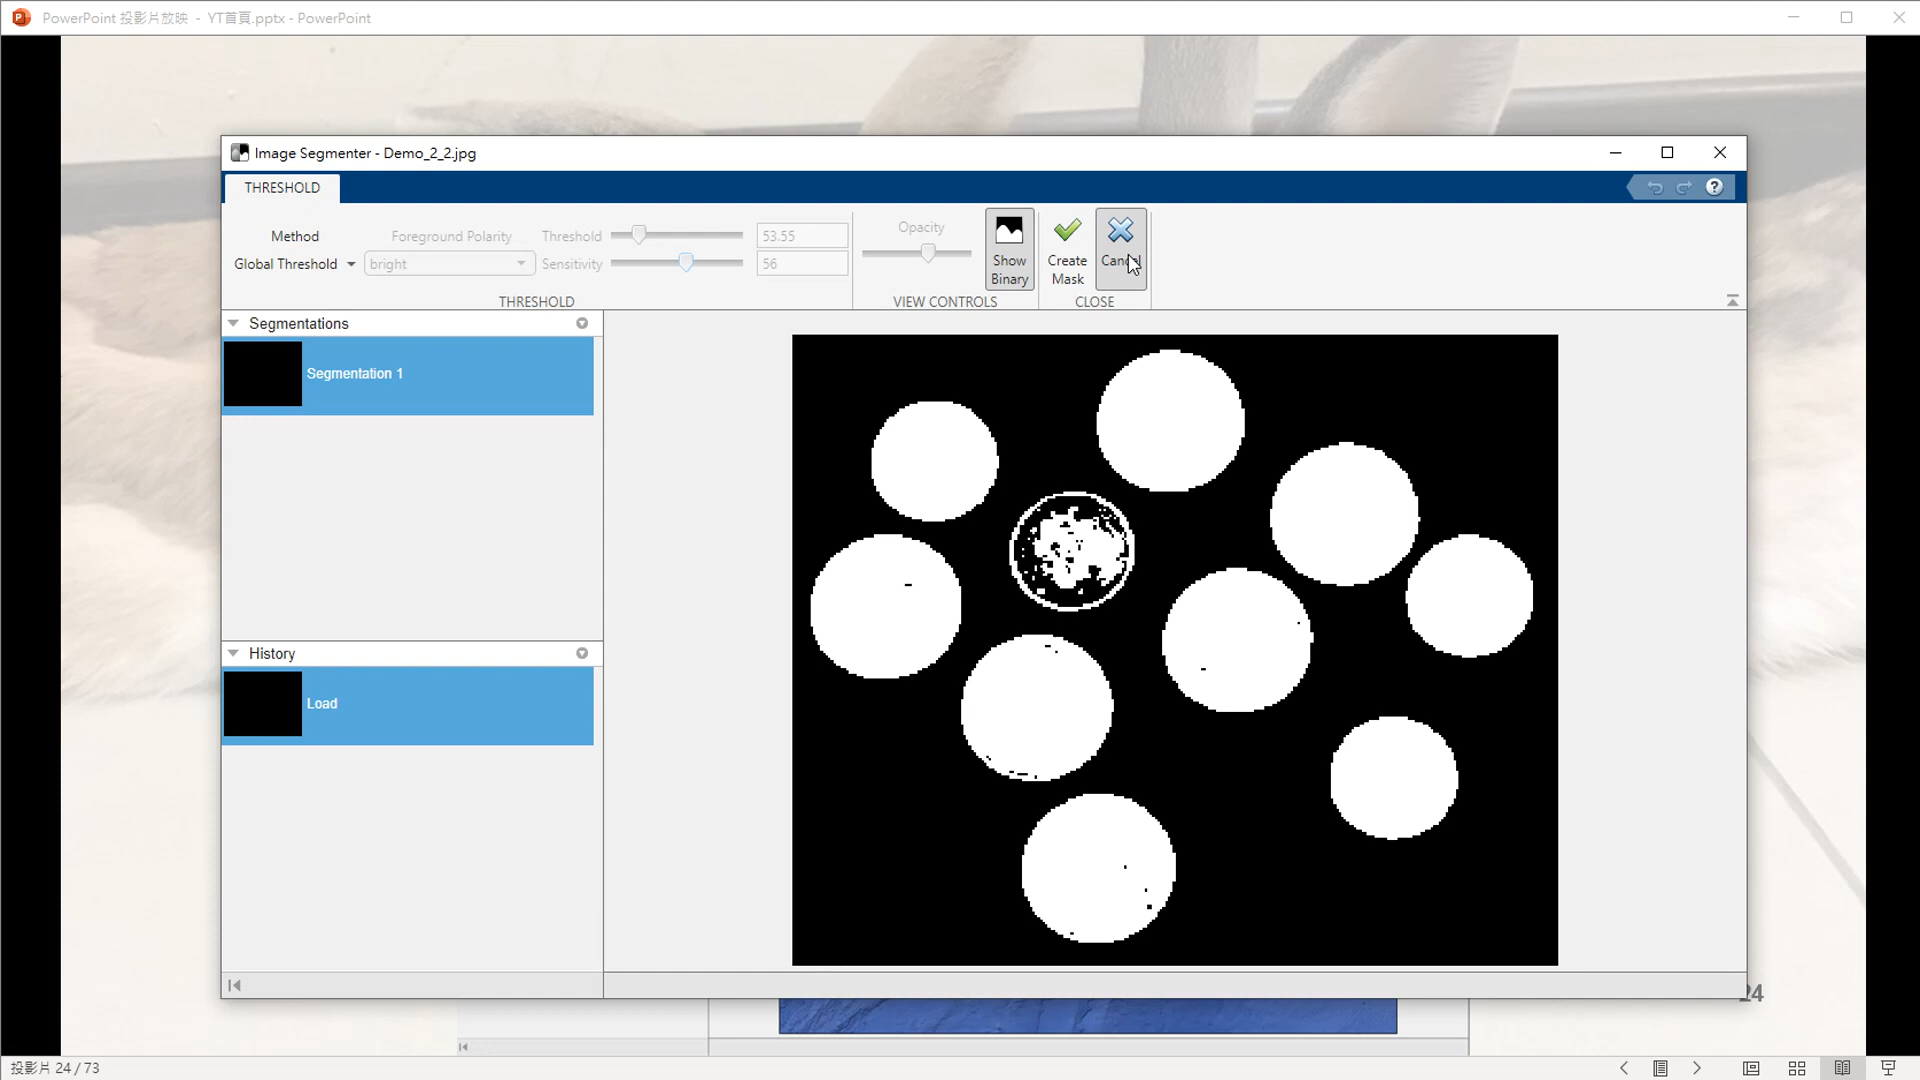 PowerPoint 投影片放映 - YT首頁.pptx - PowerPoint
Image Segmenter - Demo_2_2.jpg
THRESHOLD
Method
Foreground Polarity
Threshold
53.55
Global Threshold
bright
Sensitivity
56
THRESHOLD
Opacity
Show
Binary
VIEW CONTROLS
Create
Mask
Cancel
CLOSE
Segmentations
Segmentation 1
History
Load
24
投影片 24 / 73